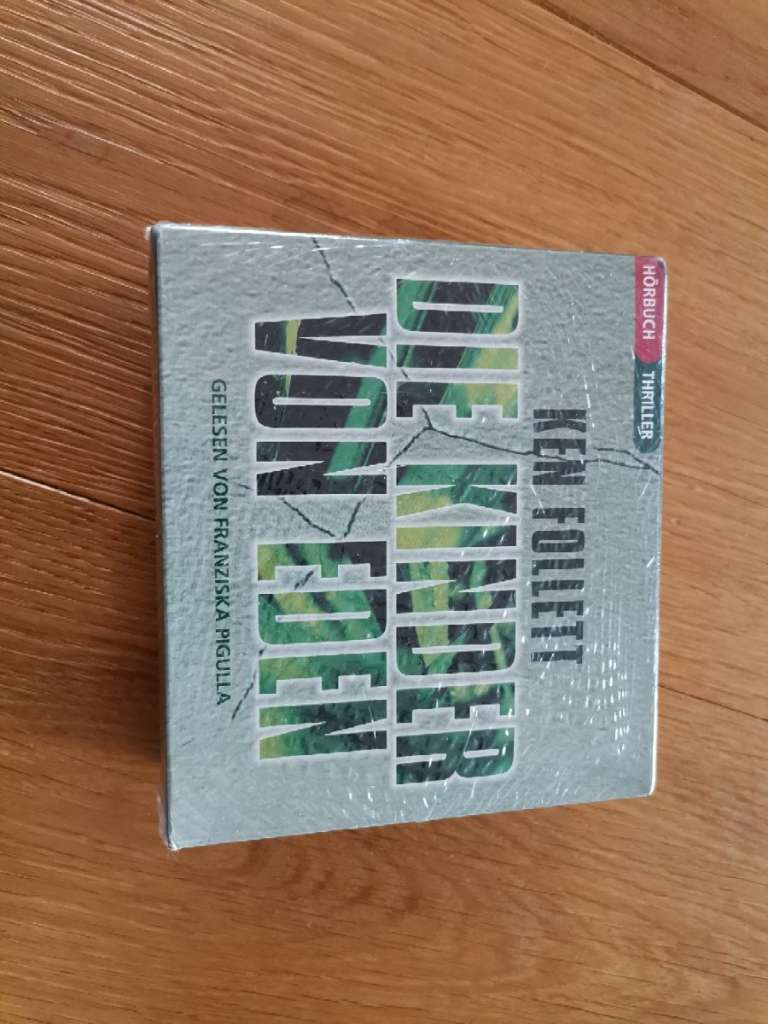 HÖRBUCH THRILLER
KEN FOLLETT
DIE KINDER
VON EDEN
GELESEN VON FRANZISKA PIGULLA